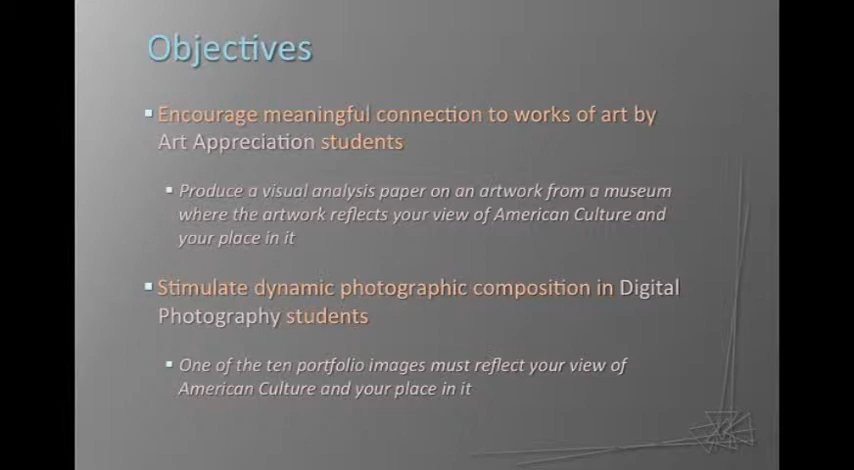 Objectives
Encourage meaningful connection to works of art by
Art Appreciation students
Produce a visual analysis paper on an artwork from a museum
where the artwork reflects your view of American Culture and
your place in it
Stimulate dynamic photographic composition in Digital
Photography students
One of the ten portfolio images must reflect your view of
American Culture and your place in it